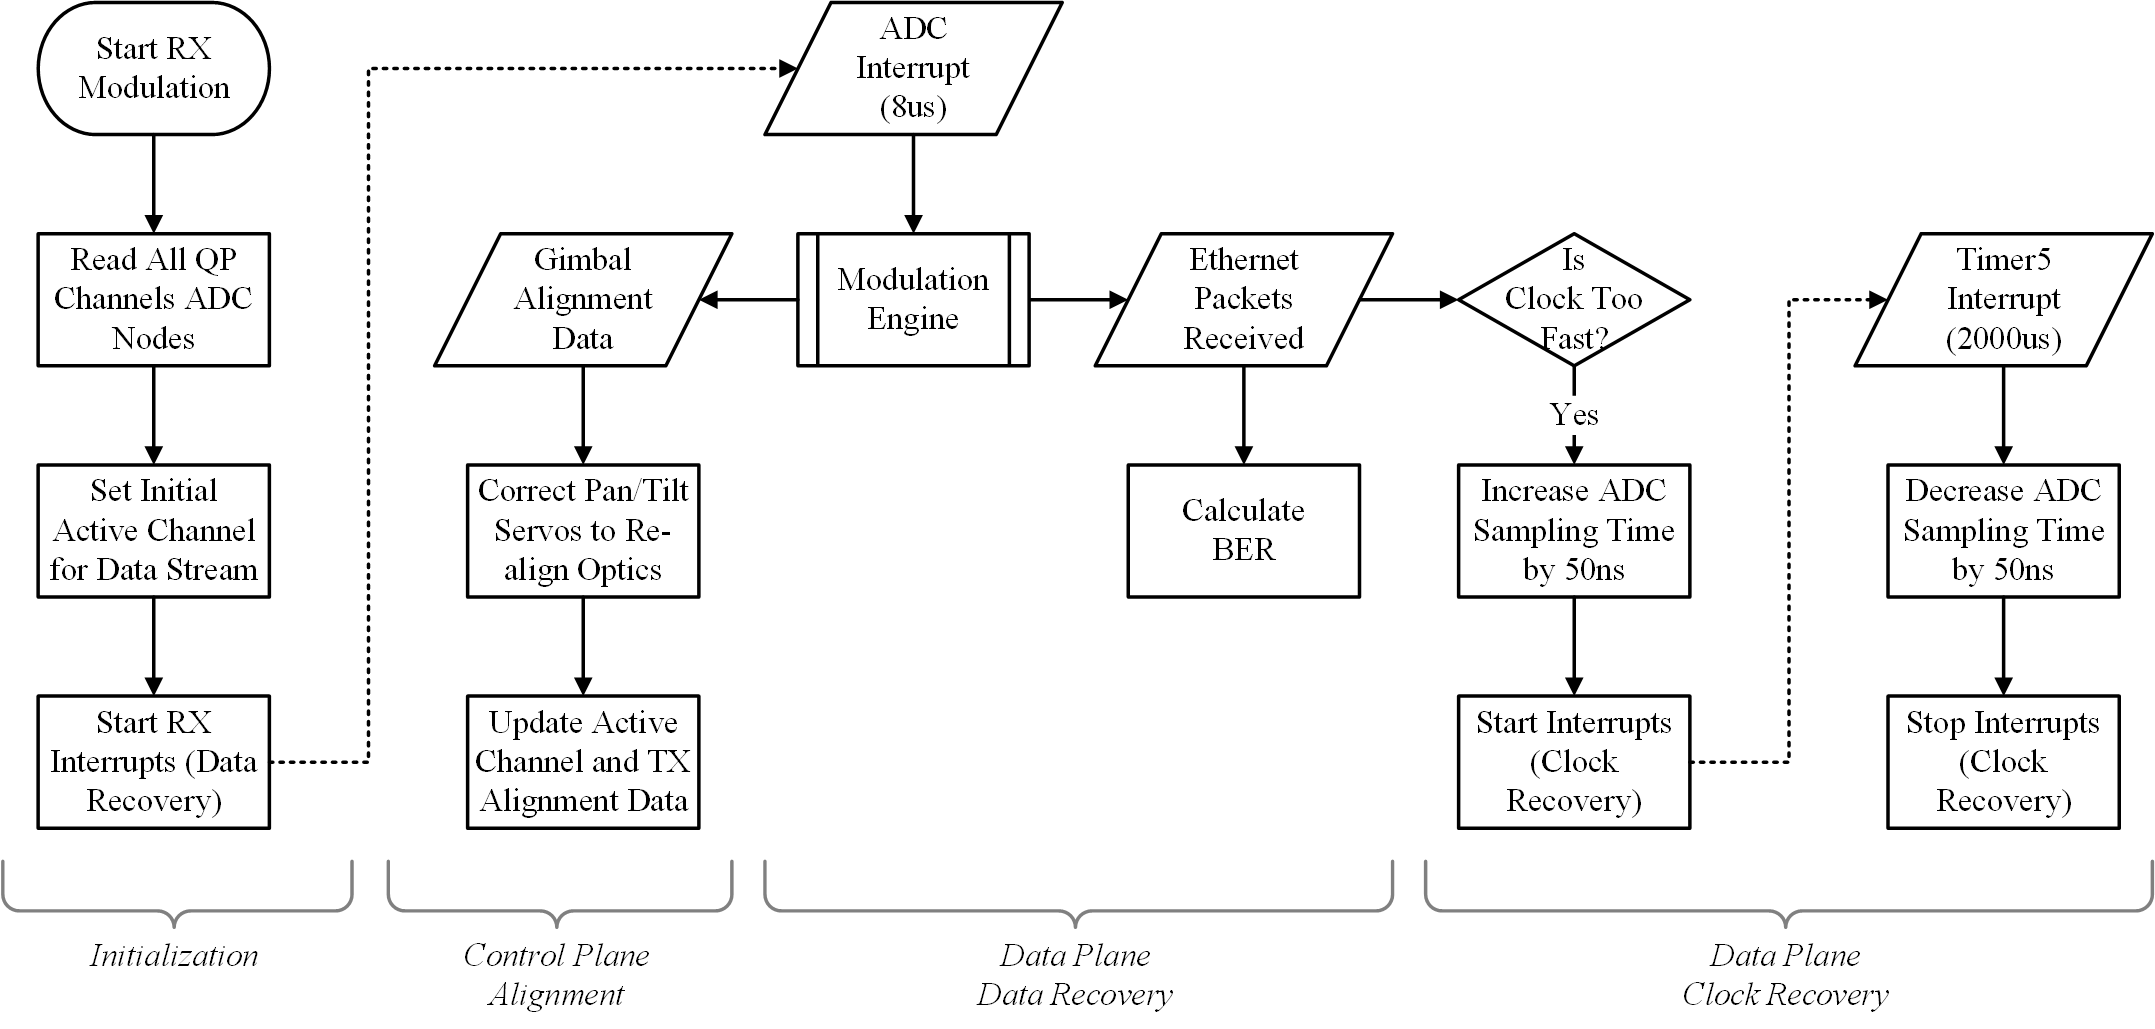 Start RX
Modulation
Read All QP
Channels ADC
Nodes
Set Initial
Active Channel
for Data Stream
Start RX
Interrupts (Data
Recovery)
Initialization
Gimbal
Alignment
Data
Correct Pan/Tilt
Servos to Re-
align Optics
Update Active
Channel and TX
Alignment Data
Control Plane
Alignment
ADC
Interrupt
(8us)
Modulation
Engine
Ethernet
Packets
Received
Calculate
BER
Data Plane
Data Recovery
Is
Clock Too
Fast?
Yes
Increase ADC
Sampling Time
by 50ns
Start Interrupts
(Clock
Recovery)
Timer5
Interrupt
(2000us)
Decrease ADC
Sampling Time
by 50ns
Stop Interrupts
(Clock
Recovery)
Data Plane
Clock Recovery